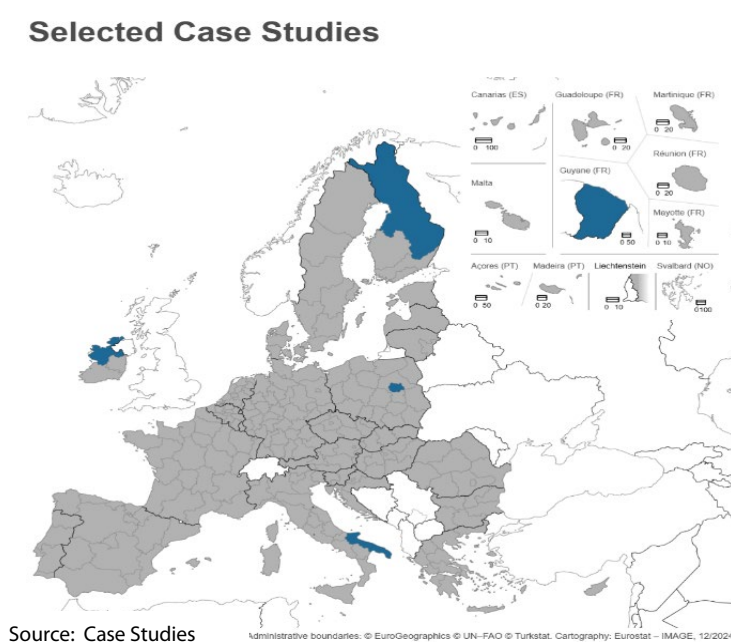 Selected Case Studies
Canarias (ES)
0 100
Guadeloupe (FR)
0 20
Martinique (FR)
0 20
Réunion (FR)
0 20
Malta
0 10
Guyane (FR)
0 50
Mayotte (FR)
0 10
Açores (PT)
0 50
Madeira (PT)
0 20
Liechtenstein
0 10
Svalbard (NO)
0 100
Source: Case Studies
Administrative boundaries: © EuroGeographics © UN–FAO © Turkstat. Cartography: Eurostat – IMAGE, 12/2024